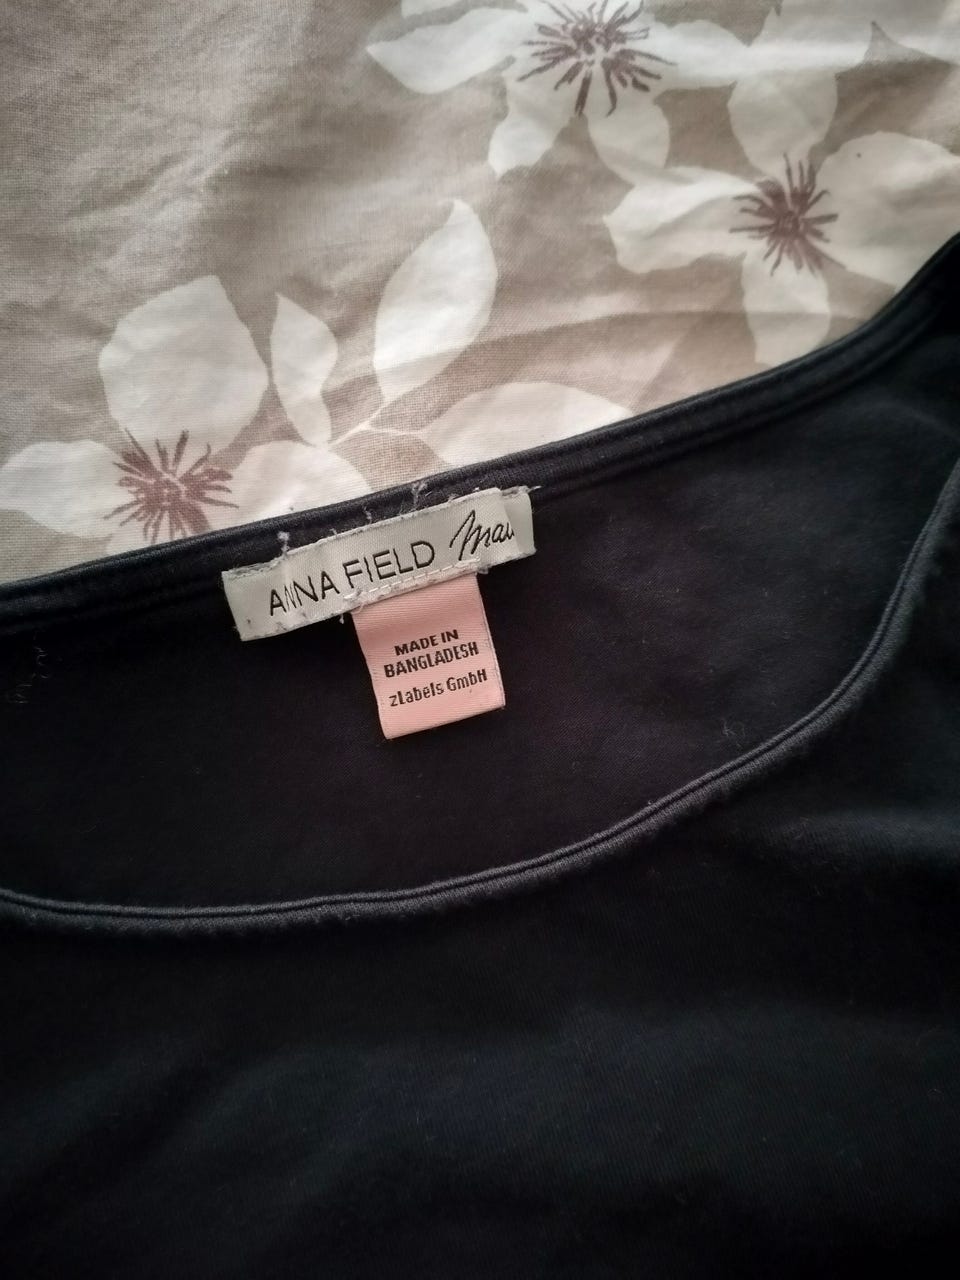 ANNA FIELD
MADE IN
BANGLADESH
zLabels GmbH